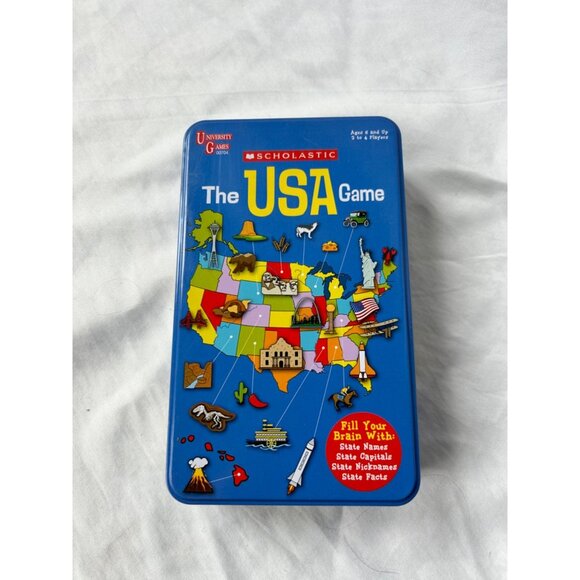 UNIVERSITY
GAMES
Ages 8 and Up
2 to 4 Players
SCHOLASTIC
The USA Game
Fill Your
Brain With:
State Names
State Capitals
State Nicknames
State Facts